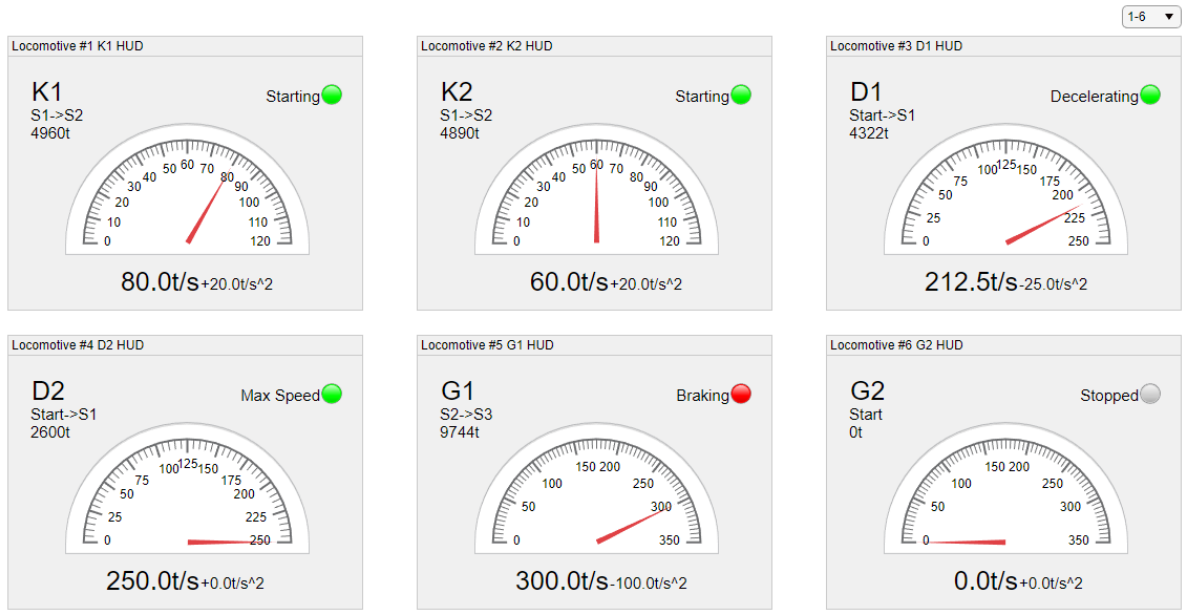 1-6
Locomotive #1 K1 HUD
K1
Starting
S1->S2
4960t
0 10 20 30 40 50 60 70 80 90 100 110 120
80.0t/s+20.0t/s^2
Locomotive #2 K2 HUD
K2
Starting
S1->S2
4890t
0 10 20 30 40 50 60 70 80 90 100 110 120
60.0t/s+20.0t/s^2
Locomotive #3 D1 HUD
D1
Decelerating
Start->S1
4322t
0 25 50 75 100 125 150 175 200 225 250
212.5t/s-25.0t/s^2
Locomotive #4 D2 HUD
D2
Max Speed
Start->S1
2600t
0 25 50 75 100 125 150 175 200 225 250
250.0t/s+0.0t/s^2
Locomotive #5 G1 HUD
G1
Braking
S2->S3
9744t
0 50 100 150 200 250 300 350
300.0t/s-100.0t/s^2
Locomotive #6 G2 HUD
G2
Stopped
Start
0t
0 50 100 150 200 250 300 350
0.0t/s+0.0t/s^2